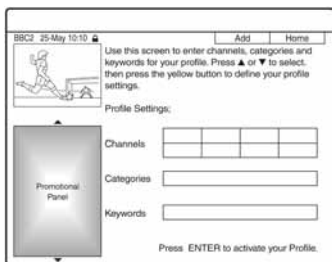 BBC2 25-May 10:10
Add
Home
Use this screen to enter channels, categories and
keywords for your profile. Press ▲ or ▼ to select.
then press the yellow button to define your profile
settings.
Profile Settings;
Channels
Categories
Promotional
Panel
Keywords
Press ENTER to activate your Profile.